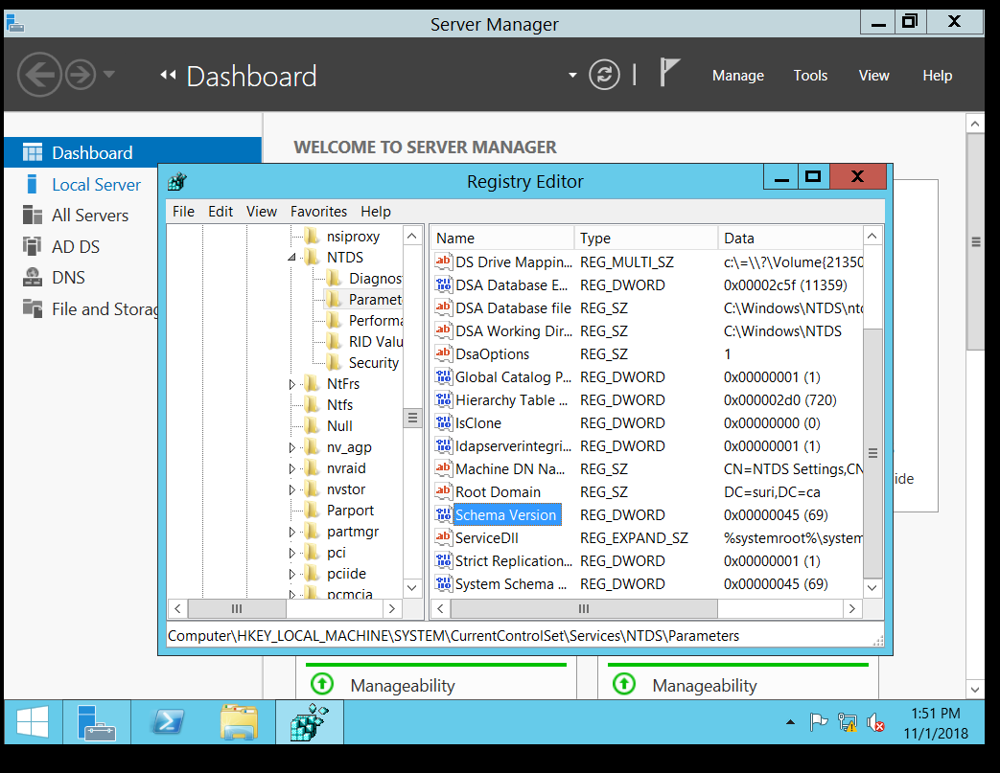 Server Manager
Dashboard
Manage Tools View Help
Dashboard
Local Server
All Servers
AD DS
DNS
File and Storag
WELCOME TO SERVER MANAGER
Registry Editor
File Edit View Favorites Help
nsiproxy
NTDS
Diagnos
Paramet
Performa
RID Valu
Security
NtFrs
Ntfs
Null
nv_agp
nvraid
nvstor
Parport
partmgr
pci
pciide
pcmcia
Name Type Data
DS Drive Mappin... REG_MULTI_SZ c:\=\\?\Volume{21350
DSA Database E... REG_DWORD 0x00002c5f (11359)
DSA Database file REG_SZ C:\Windows\NTDS\ntd
DSA Working Dir... REG_SZ C:\Windows\NTDS
DsaOptions REG_SZ 1
Global Catalog P... REG_DWORD 0x00000001 (1)
Hierarchy Table ... REG_DWORD 0x000002d0 (720)
IsClone REG_DWORD 0x00000000 (0)
ldapserverintegri... REG_DWORD 0x00000001 (1)
Machine DN Na... REG_SZ CN=NTDS Settings,CN
Root Domain REG_SZ DC=suri,DC=ca
Schema Version REG_DWORD 0x00000045 (69)
ServiceDll REG_EXPAND_SZ %systemroot%\system
Strict Replication... REG_DWORD 0x00000001 (1)
System Schema ... REG_DWORD 0x00000045 (69)
ide
Computer\HKEY_LOCAL_MACHINE\SYSTEM\CurrentControlSet\Services\NTDS\Parameters
Manageability
Manageability
1:51 PM
11/1/2018